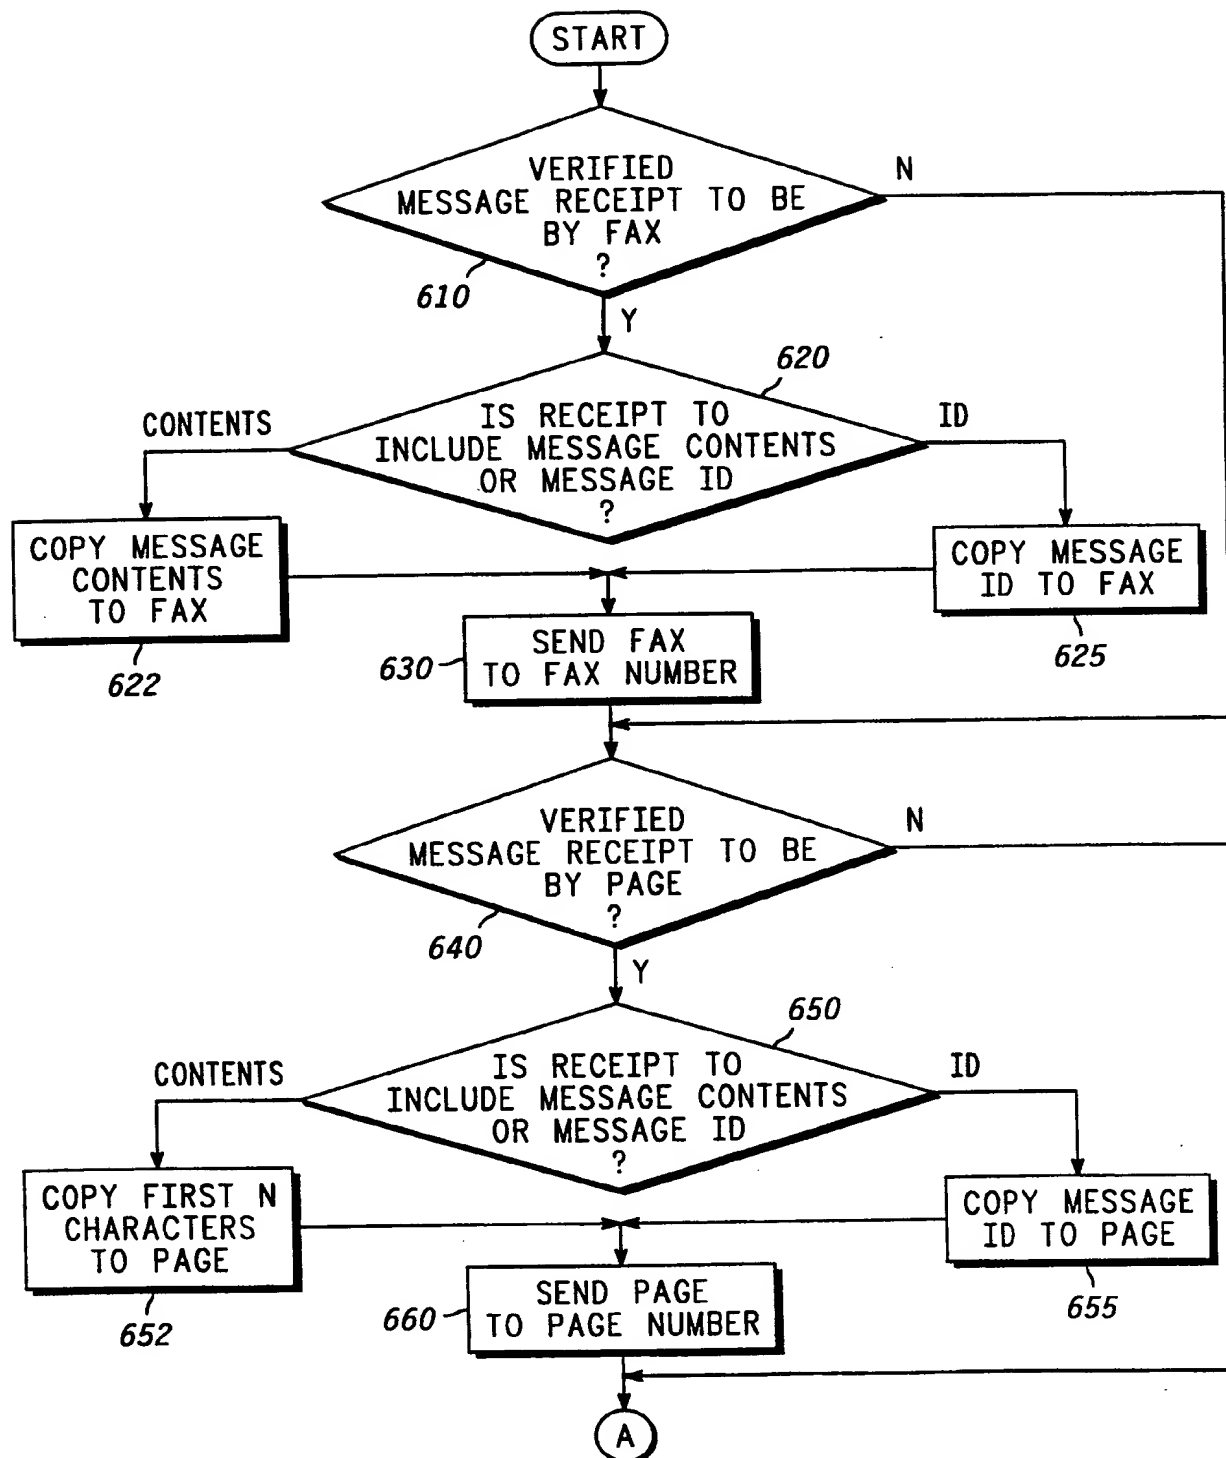 START
VERIFIED
MESSAGE RECEIPT TO BE
BY FAX
?
N
610
Y
620
CONTENTS
IS RECEIPT TO
INCLUDE MESSAGE CONTENTS
OR MESSAGE ID
?
ID
COPY MESSAGE
CONTENTS
TO FAX
622
COPY MESSAGE
ID TO FAX
625
630
SEND FAX
TO FAX NUMBER
VERIFIED
MESSAGE RECEIPT TO BE
BY PAGE
?
N
640
Y
650
CONTENTS
IS RECEIPT TO
INCLUDE MESSAGE CONTENTS
OR MESSAGE ID
?
ID
COPY FIRST N
CHARACTERS
TO PAGE
652
COPY MESSAGE
ID TO PAGE
655
660
SEND PAGE
TO PAGE NUMBER
A